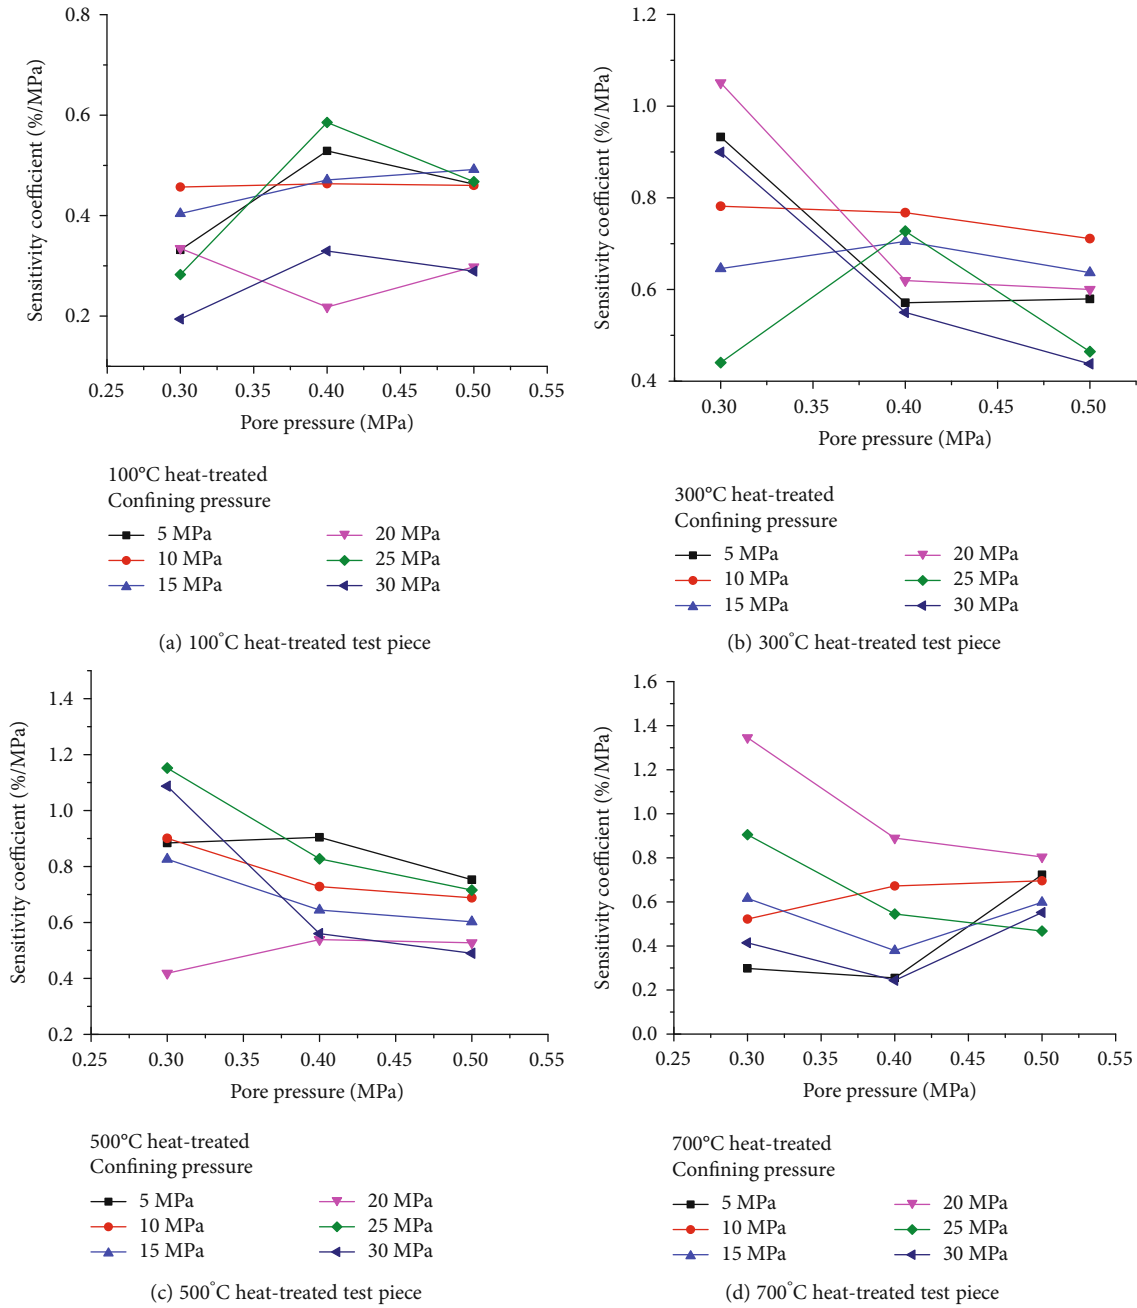 0.8
0.6
0.4
0.2
Sensitivity coefficient (%/MPa)
0.25 0.30 0.35 0.40 0.45 0.50 0.55
Pore pressure (MPa)
100°C heat-treated
Confining pressure
5 MPa 20 MPa
10 MPa 25 MPa
15 MPa 30 MPa
(a) 100°C heat-treated test piece
1.2
1.0
0.8
0.6
0.4
Sensitivity coefficient (%/MPa)
0.30 0.35 0.40 0.45 0.50
Pore pressure (MPa)
300°C heat-treated
Confining pressure
5 MPa 20 MPa
10 MPa 25 MPa
15 MPa 30 MPa
(b) 300°C heat-treated test piece
1.4
1.2
1.0
0.8
0.6
0.4
0.2
Sensitivity coefficient (%/MPa)
0.25 0.30 0.35 0.40 0.45 0.50 0.55
Pore pressure (MPa)
500°C heat-treated
Confining pressure
5 MPa 20 MPa
10 MPa 25 MPa
15 MPa 30 MPa
(c) 500°C heat-treated test piece
1.6
1.4
1.2
1.0
0.8
0.6
0.4
0.2
0.0
Sensitivity coefficient (%/MPa)
0.25 0.30 0.35 0.40 0.45 0.50 0.55
Pore pressure (MPa)
700°C heat-treated
Confining pressure
5 MPa 20 MPa
10 MPa 25 MPa
15 MPa 30 MPa
(d) 700°C heat-treated test piece